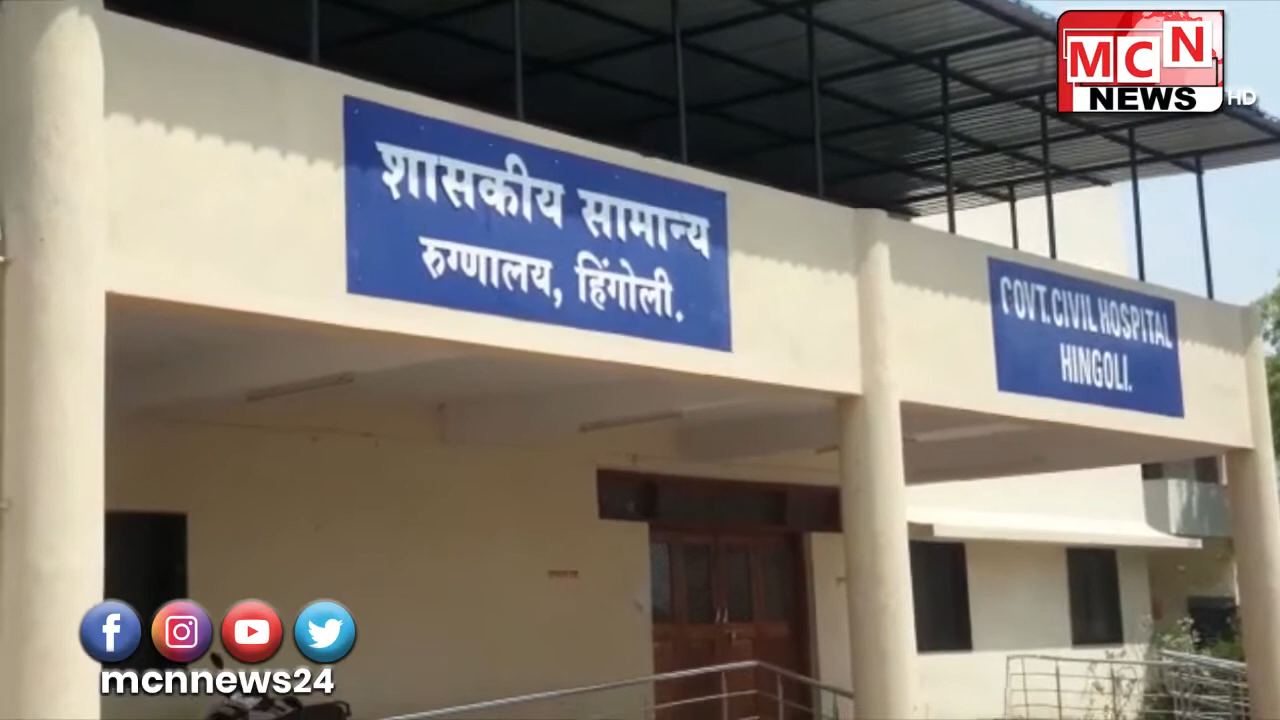 MCN
NEWS
HD
शासकीय सामान्य
रुग्णालय, हिंगोली.
GOVT.CIVIL HOSPITAL
HINGOLI.
mcnnews24